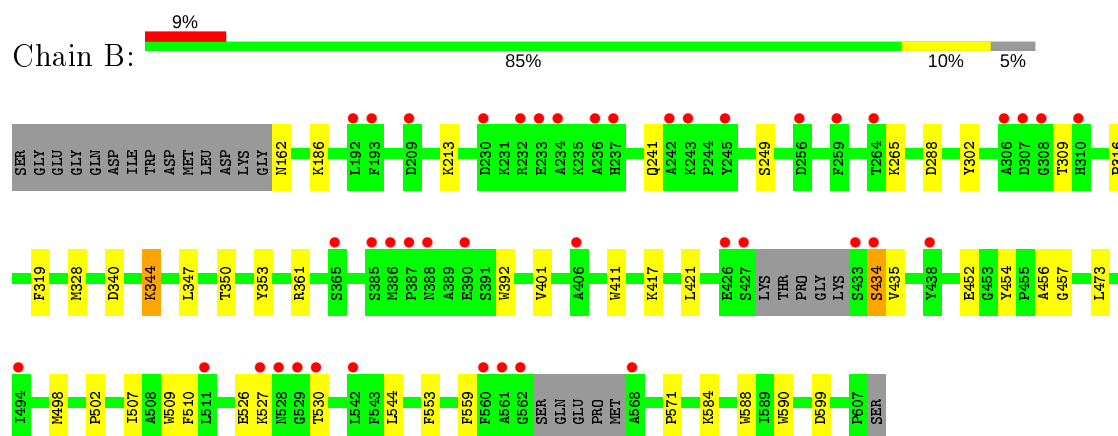 9%
Chain B:
85% 10% 5%
SER GLY GLU GLY GLN ASP ILE TRP ASP MET LEU ASP LYS GLY N162 K186 L192 F193 D209 K213 D230 K231 R232 E233 A234 K235 A236 H237 Q241 A242 K243 P244 Y245 S249 D256 F259 T264 K265 D288 Y302 A306 D307 G308 T309 H310
F319 M328 D340 K344 L347 T350 Y353 R361 S365 S385 M386 P387 N388 A389 E390 S391 W392 V401 A406 W411 K417 L421 E426 S427 LYS THR PRO GLY LYS S433 S434 V435 Y438 E452 G453 Y454 P455 A456 G457 L473
I494 M498 P502 I507 A508 W509 F510 L511 E526 K527 N528 G529 T530 L542 F543 L544 F553 F559 F560 A561 G562 SER GLN GLU PRO MET A568 P571 K584 W588 I589 W590 D599 P607 SER